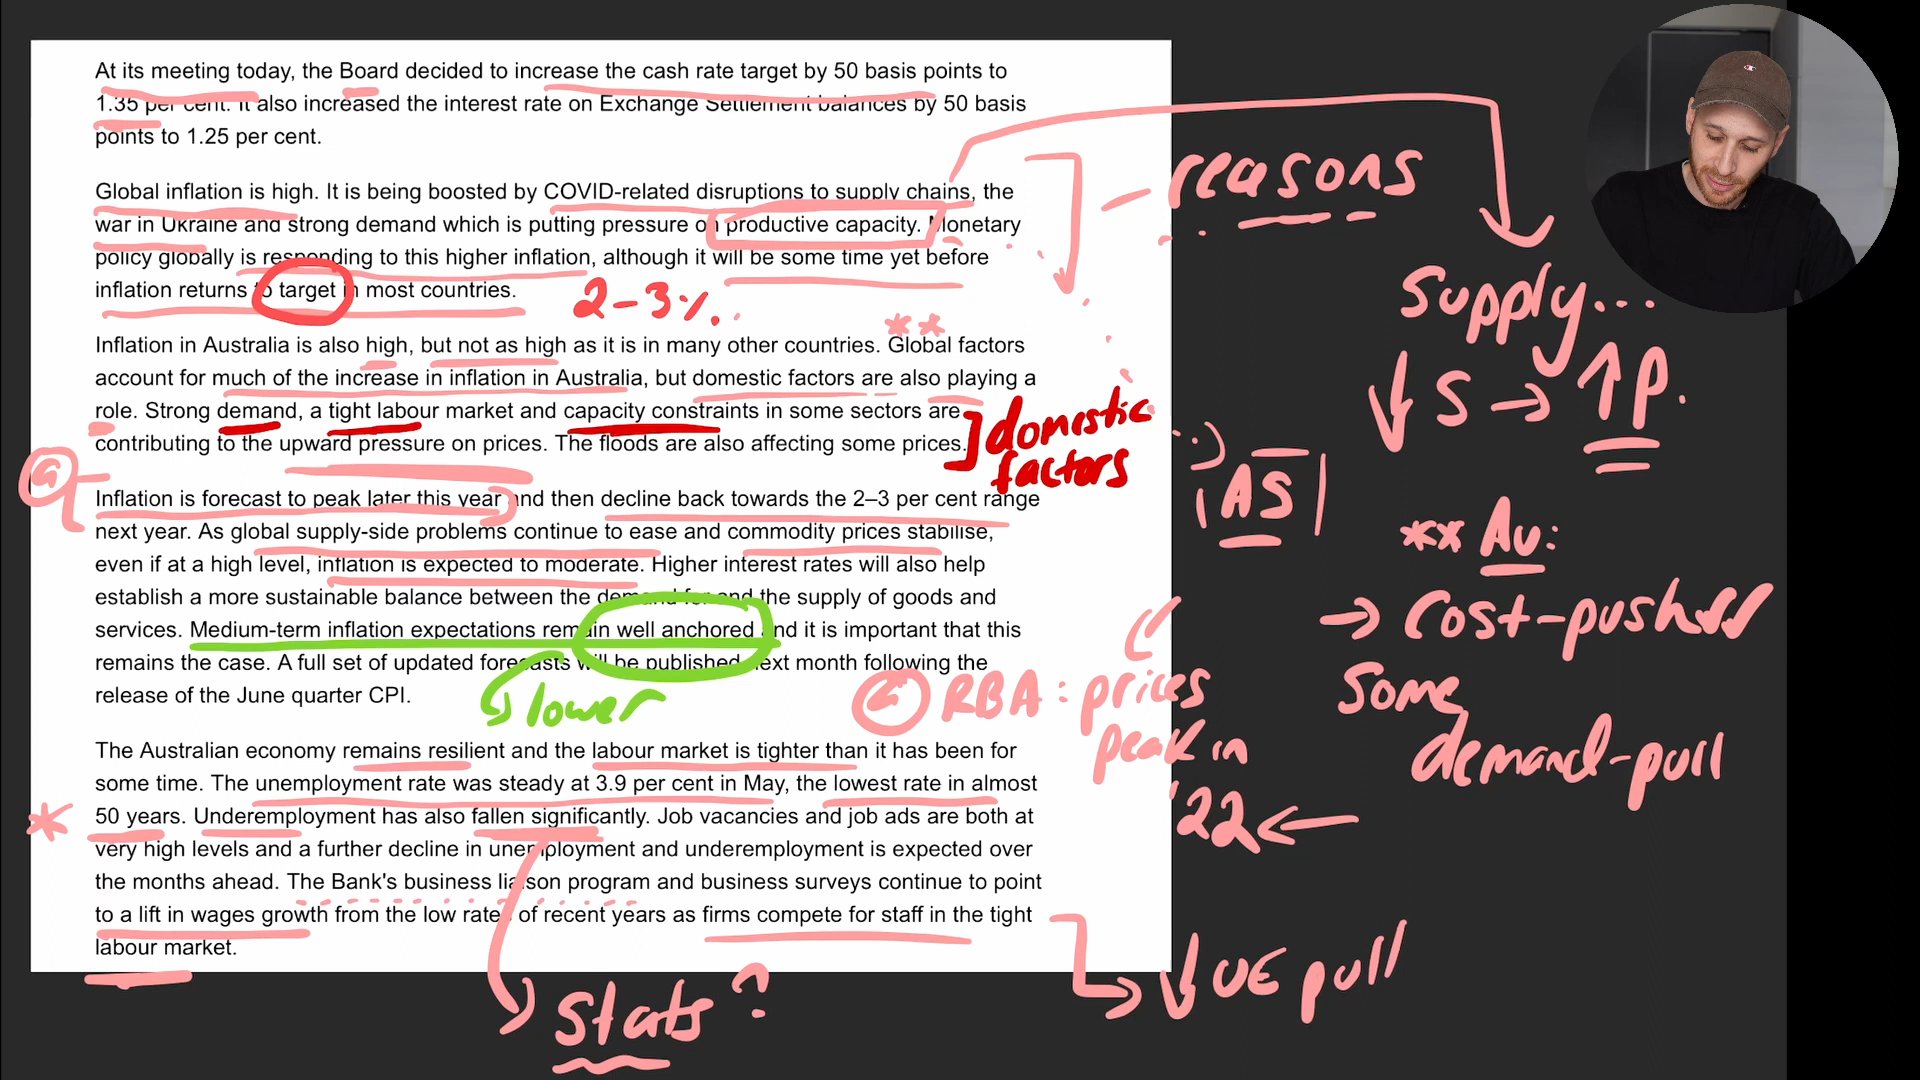 At its meeting today, the Board decided to increase the cash rate target by 50 basis points to
1.35 per cent. It also increased the interest rate on Exchange Settlement balances by 50 basis
points to 1.25 per cent.
Global inflation is high. It is being boosted by COVID-related disruptions to supply chains, the
war in Ukraine and strong demand which is putting pressure on productive capacity. Monetary
policy globally is responding to this higher inflation, although it will be some time yet before
inflation returns to target in most countries.
2-3%.
**
Inflation in Australia is also high, but not as high as it is in many other countries. Global factors
account for much of the increase in inflation in Australia, but domestic factors are also playing a
role. Strong demand, a tight labour market and capacity constraints in some sectors are
contributing to the upward pressure on prices. The floods are also affecting some prices.
domestic
factors
Inflation is forecast to peak later this year and then decline back towards the 2–3 per cent range
next year. As global supply-side problems continue to ease and commodity prices stabilise,
even if at a high level, inflation is expected to moderate. Higher interest rates will also help
establish a more sustainable balance between the demand for and the supply of goods and
services. Medium-term inflation expectations remain well anchored and it is important that this
remains the case. A full set of updated forecasts will be published next month following the
release of the June quarter CPI.
lower
The Australian economy remains resilient and the labour market is tighter than it has been for
some time. The unemployment rate was steady at 3.9 per cent in May, the lowest rate in almost
* 50 years. Underemployment has also fallen significantly. Job vacancies and job ads are both at
very high levels and a further decline in unemployment and underemployment is expected over
the months ahead. The Bank's business liaison program and business surveys continue to point
to a lift in wages growth from the low rates of recent years as firms compete for staff in the tight
labour market.
stats?
- reasons
Supply...
↓ S → ↑ P.
|AS|
** AU:
→ Cost-push
Some
demand-pull
RBA: prices
peak in
'22 ←
→ ↓ UE pull